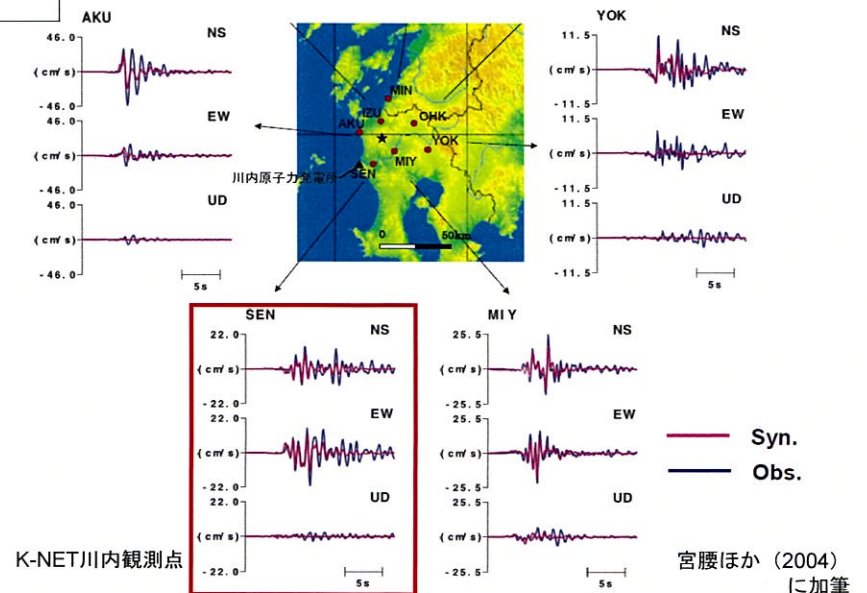 AKU
NS
46.0
(cm/s)
-46.0
EW
46.0
(cm/s)
-46.0
UD
46.0
(cm/s)
-46.0
5s
MIN
IZU
OHK
AKU
YOK
MIY
SEN
川内原子力発電所
0 50km
YOK
NS
11.5
(cm/s)
-11.5
EW
11.5
(cm/s)
-11.5
UD
11.5
(cm/s)
-11.5
5s
SEN
NS
22.0
(cm/s)
-22.0
EW
22.0
(cm/s)
-22.0
UD
22.0
(cm/s)
-22.0
5s
MIY
NS
25.5
(cm/s)
-25.5
EW
25.5
(cm/s)
-25.5
UD
25.5
(cm/s)
-25.5
5s
Syn.
Obs.
K-NET川内観測点
宮腰ほか（2004）
に加筆